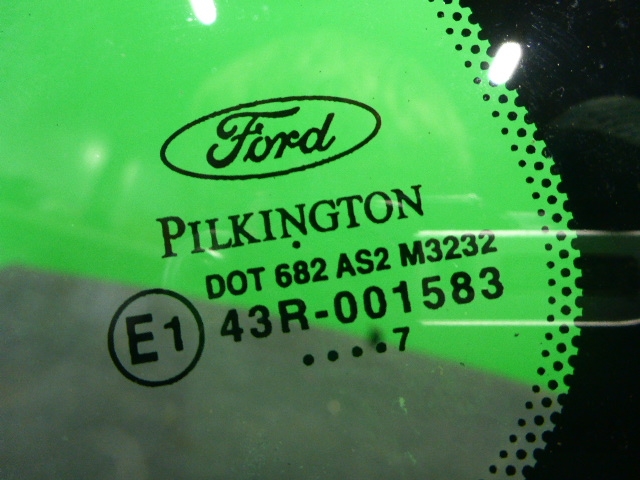 Ford
PILKINGTON
DOT 682 AS2 M3232
E1 43R-001583
....7